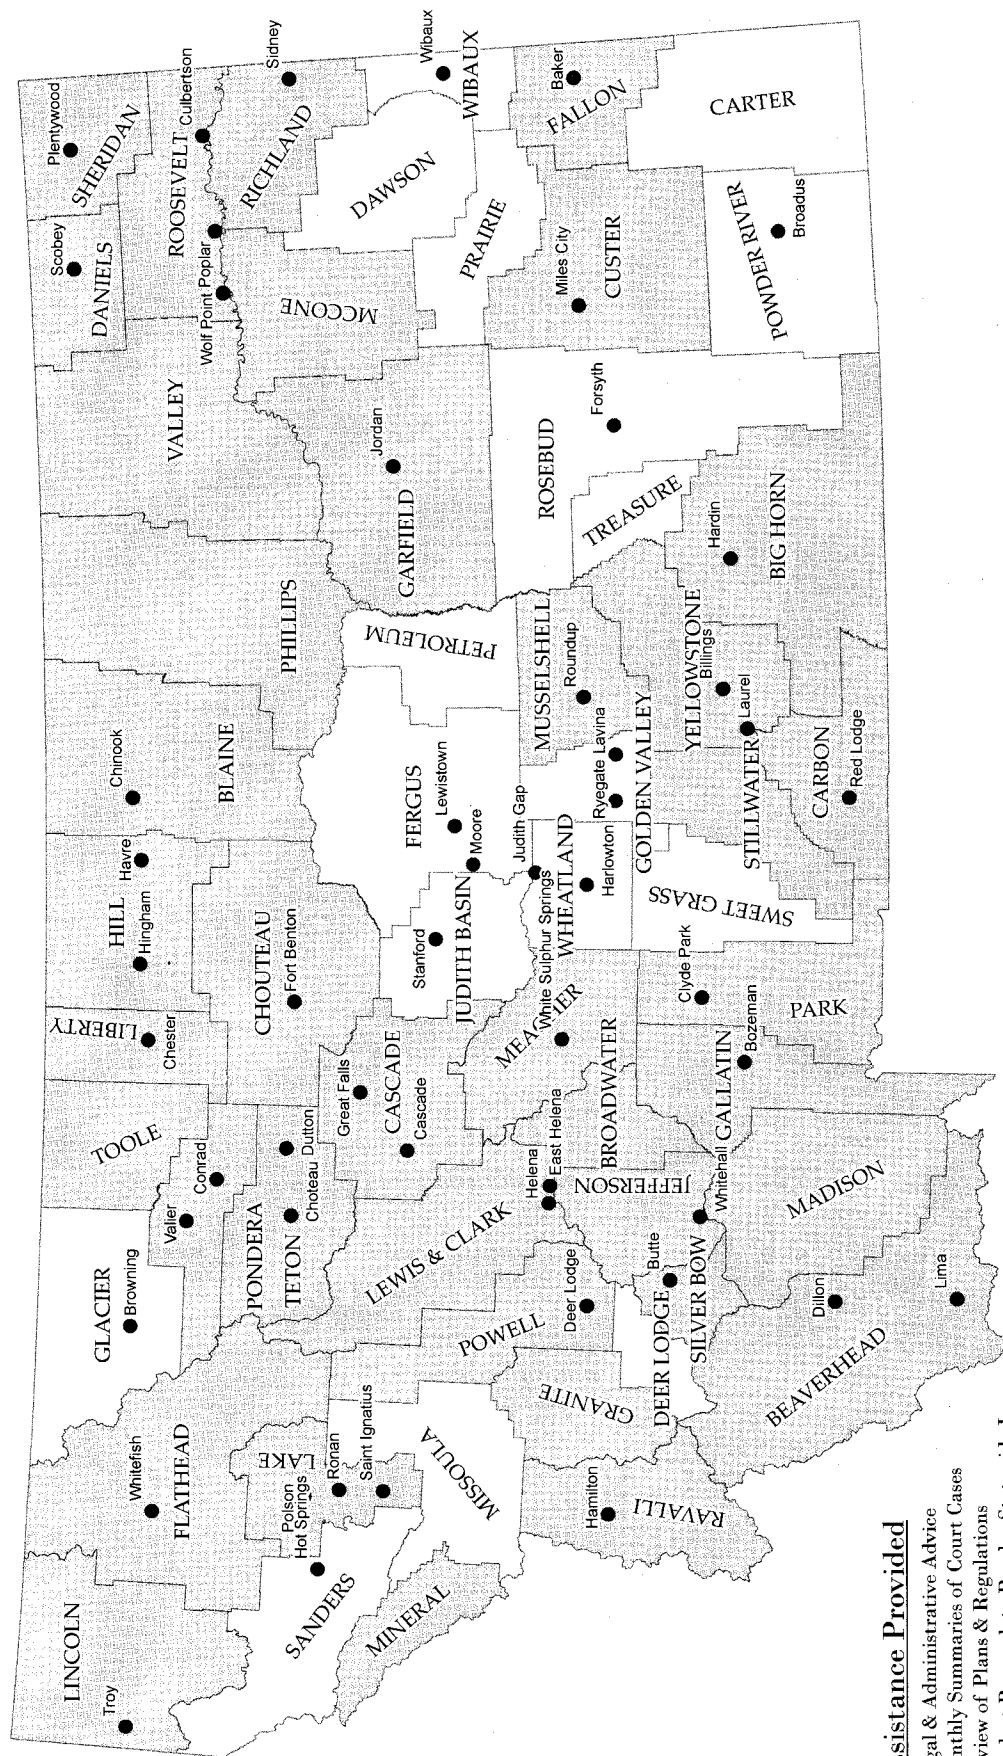 LINCOLN
Troy
FLATHEAD
Whitefish
GLACIER
Browning
TOOLE
LIBERTY
Chester
HILL
Hingham
Havre
BLAINE
Chinook
PHILLIPS
VALLEY
DANIELS
Scobey
SHERIDAN
Plentywood
ROOSEVELT
Culbertson
Poplar
Wolf Point
RICHLAND
Sidney
DAWSON
WIBAUX
Wibaux
MCCONE
PRAIRIE
GARFIELD
Jordan
PETROLEUM
FERGUS
Lewistown
Moore
JUDITH BASIN
Stanford
CHOUTEAU
Fort Benton
CASCADE
Great Falls
Cascade
PONDERA
Valier
Conrad
TETON
Dutton
Choteau
LEWIS & CLARK
Helena
East Helena
LAKE
Polson
Ronan
Saint Ignatius
Hot Springs
SANDERS
MINERAL
MISSOULA
POWELL
Deer Lodge
GRANITE
RAVALLI
Hamilton
DEER LODGE
SILVER BOW
Butte
JEFFERSON
Whitehall
BROADWATER
MEAGHER
White Sulphur Springs
WHEATLAND
Judith Gap
Harlowton
GOLDEN VALLEY
Ryegate
Lavina
MUSSELSHELL
Roundup
ROSEBUD
Forsyth
TREASURE
CUSTER
Miles City
FALLON
Baker
CARTER
POWDER RIVER
Broadus
BIG HORN
Hardin
YELLOWSTONE
Billings
Laurel
STILLWATER
CARBON
Red Lodge
SWEET GRASS
PARK
Clyde Park
GALLATIN
Bozeman
MADISON
BEAVERHEAD
Dillon
Lima
sistance Provided
gal & Administrative Advice
nthly Summaries of Court Cases
view of Plans & Regulations